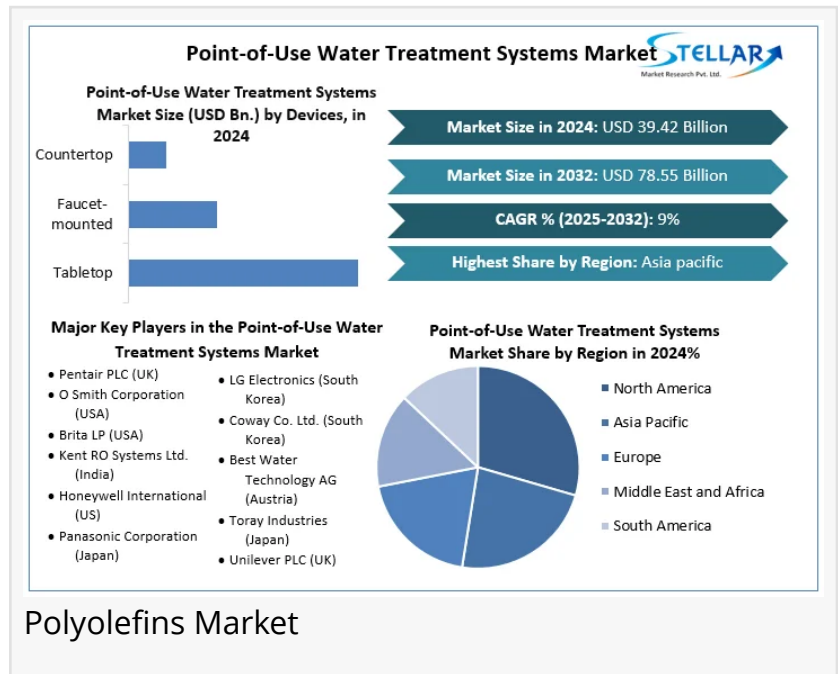 Point-of-Use Water Treatment Systems Market
STELLAR
Market Research Pvt. Ltd.
Point-of-Use Water Treatment Systems
Market Size (USD Bn.) by Devices, in
2024
Countertop
Faucet-
mounted
Tabletop
Market Size in 2024: USD 39.42 Billion
Market Size in 2032: USD 78.55 Billion
CAGR % (2025-2032): 9%
Highest Share by Region: Asia pacific
Major Key Players in the Point-of-Use Water
Treatment Systems Market
• Pentair PLC (UK)
• O Smith Corporation
(USA)
• Brita LP (USA)
• Kent RO Systems Ltd.
(India)
• Honeywell International
(US)
• Panasonic Corporation
(Japan)
• LG Electronics (South
Korea)
• Coway Co. Ltd. (South
Korea)
• Best Water
Technology AG
(Austria)
• Toray Industries
(Japan)
• Unilever PLC (UK)
Point-of-Use Water Treatment Systems
Market Share by Region in 2024%
North America
Asia Pacific
Europe
Middle East and Africa
South America
Polyolefins Market